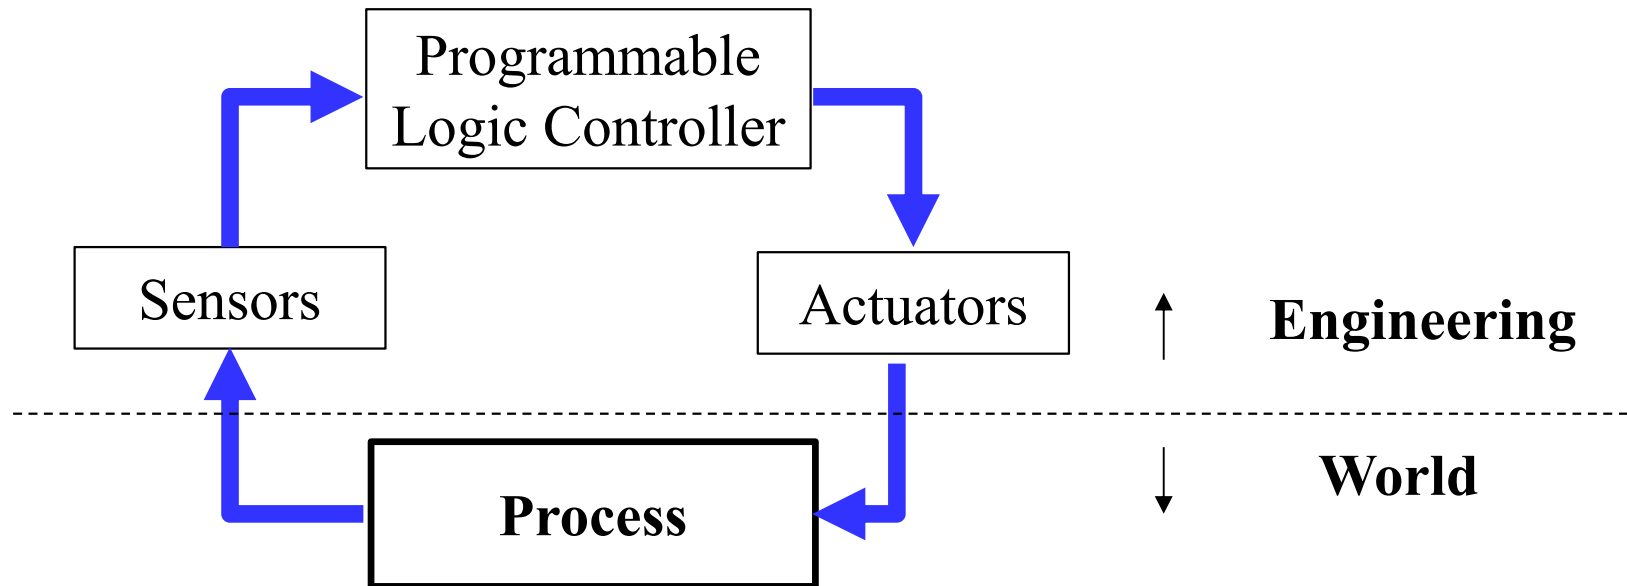 Programmable
Logic Controller
Sensors
Actuators
Engineering
World
Process